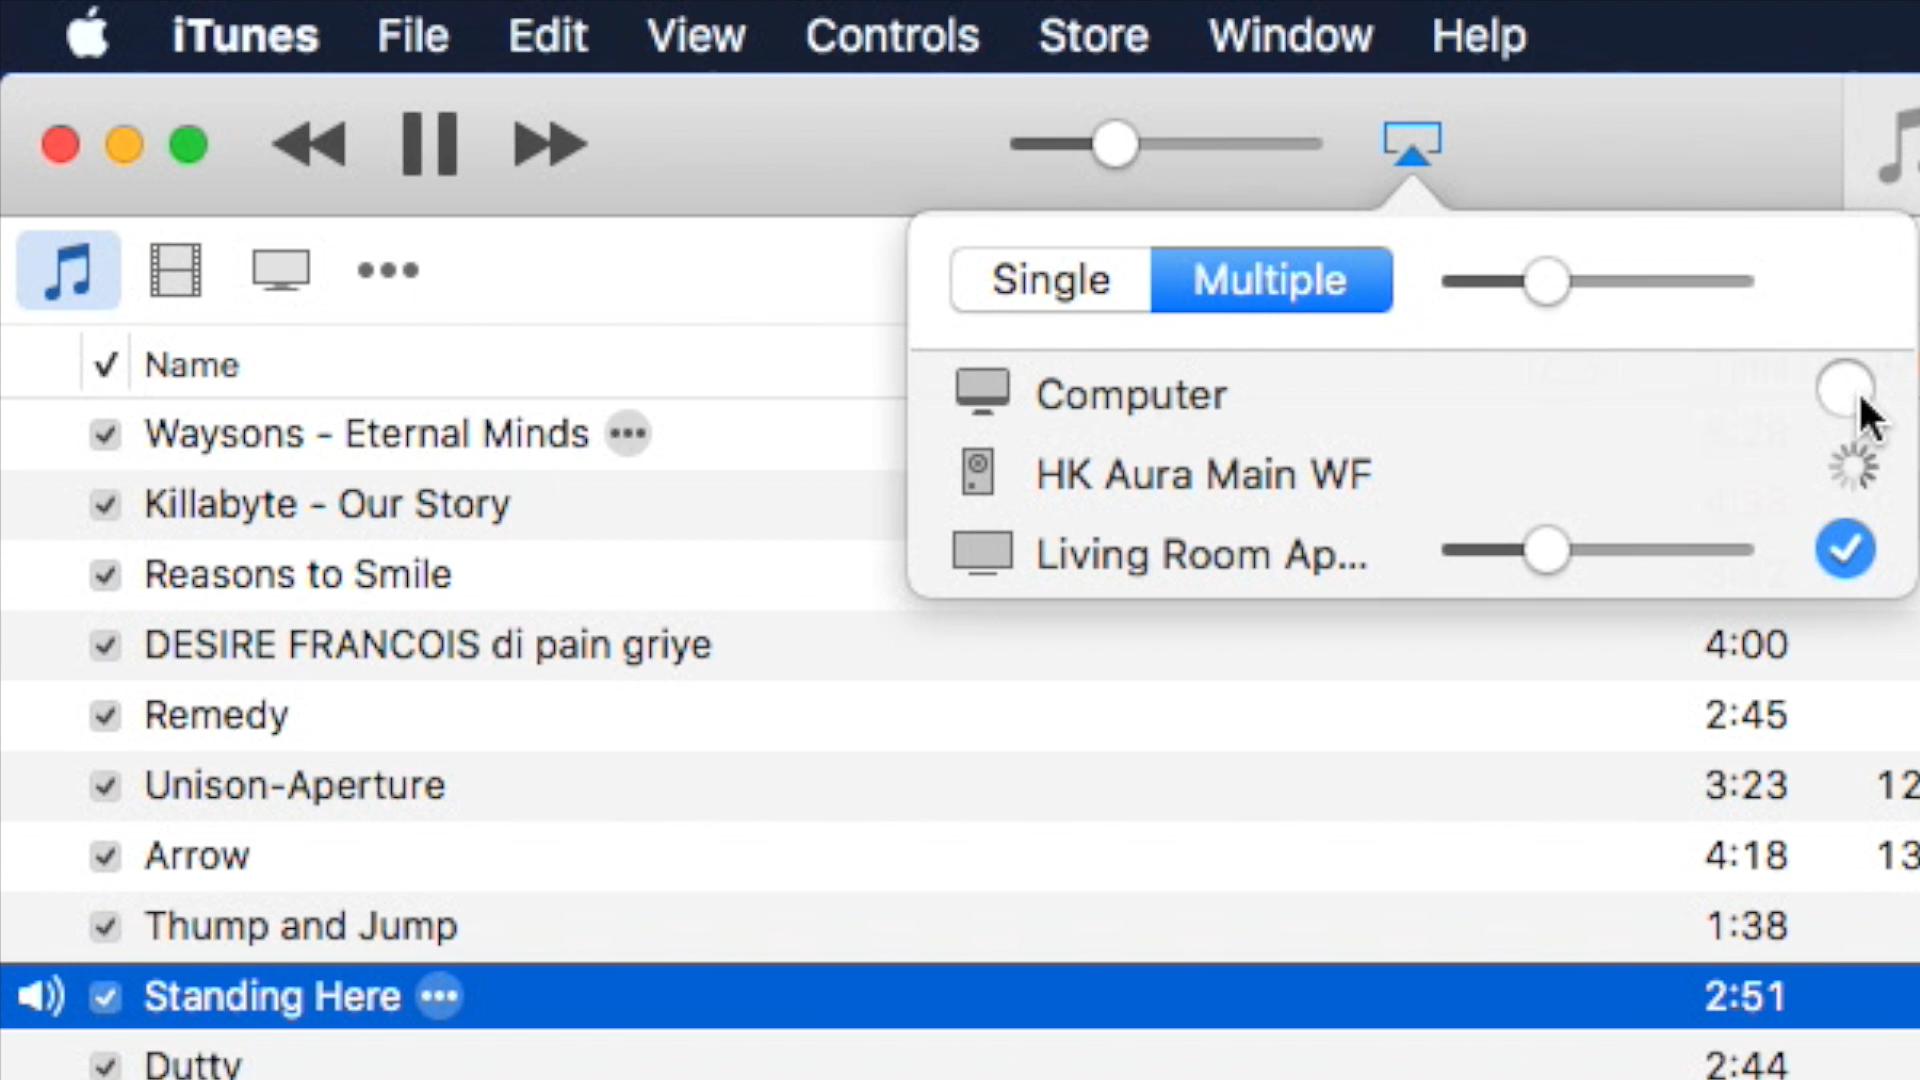 iTunes File Edit View Controls Store Window Help
Single Multiple
Computer
HK Aura Main WF
Living Room Ap...
✓ Name
Waysons - Eternal Minds
Killabyte - Our Story
Reasons to Smile
DESIRE FRANCOIS di pain griye 4:00
Remedy 2:45
Unison-Aperture 3:23 12
Arrow 4:18 13
Thump and Jump 1:38
Standing Here 2:51
Dutty 2:44